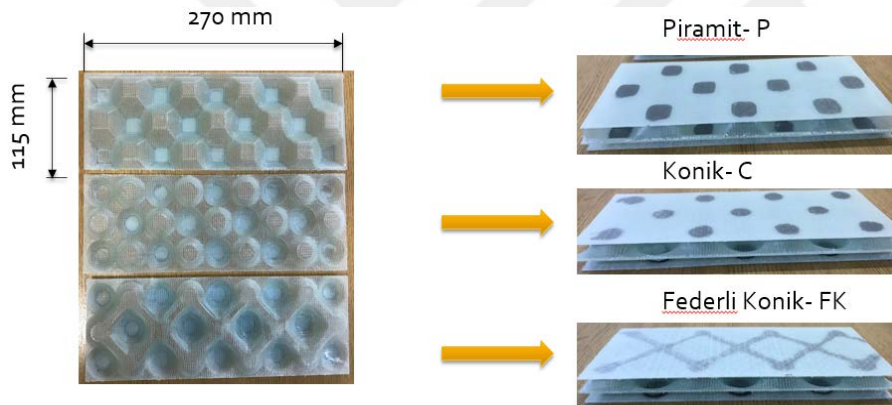 270 mm
115 mm
Piramit- P
Konik- C
Federli Konik- FK